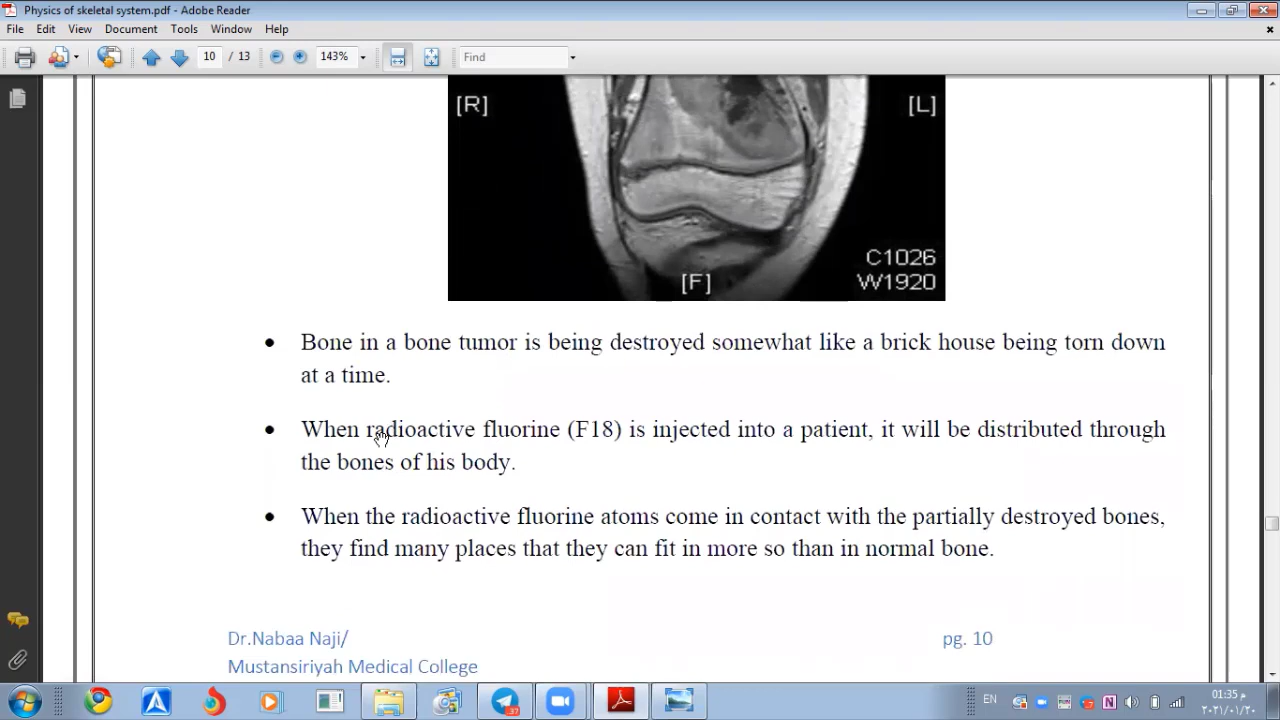 Physics of skeletal system.pdf - Adobe Reader
File Edit View Document Tools Window Help
10 / 13 143% Find
[R] [L]
C1026
[F] W1920
• Bone in a bone tumor is being destroyed somewhat like a brick house being torn down
at a time.
• When radioactive fluorine (F18) is injected into a patient, it will be distributed through
the bones of his body.
• When the radioactive fluorine atoms come in contact with the partially destroyed bones,
they find many places that they can fit in more so than in normal bone.
Dr.Nabaa Naji/ pg. 10
Mustansiriyah Medical College
37 EN 01:35 م
٢٠٢١/٠١/٢٠